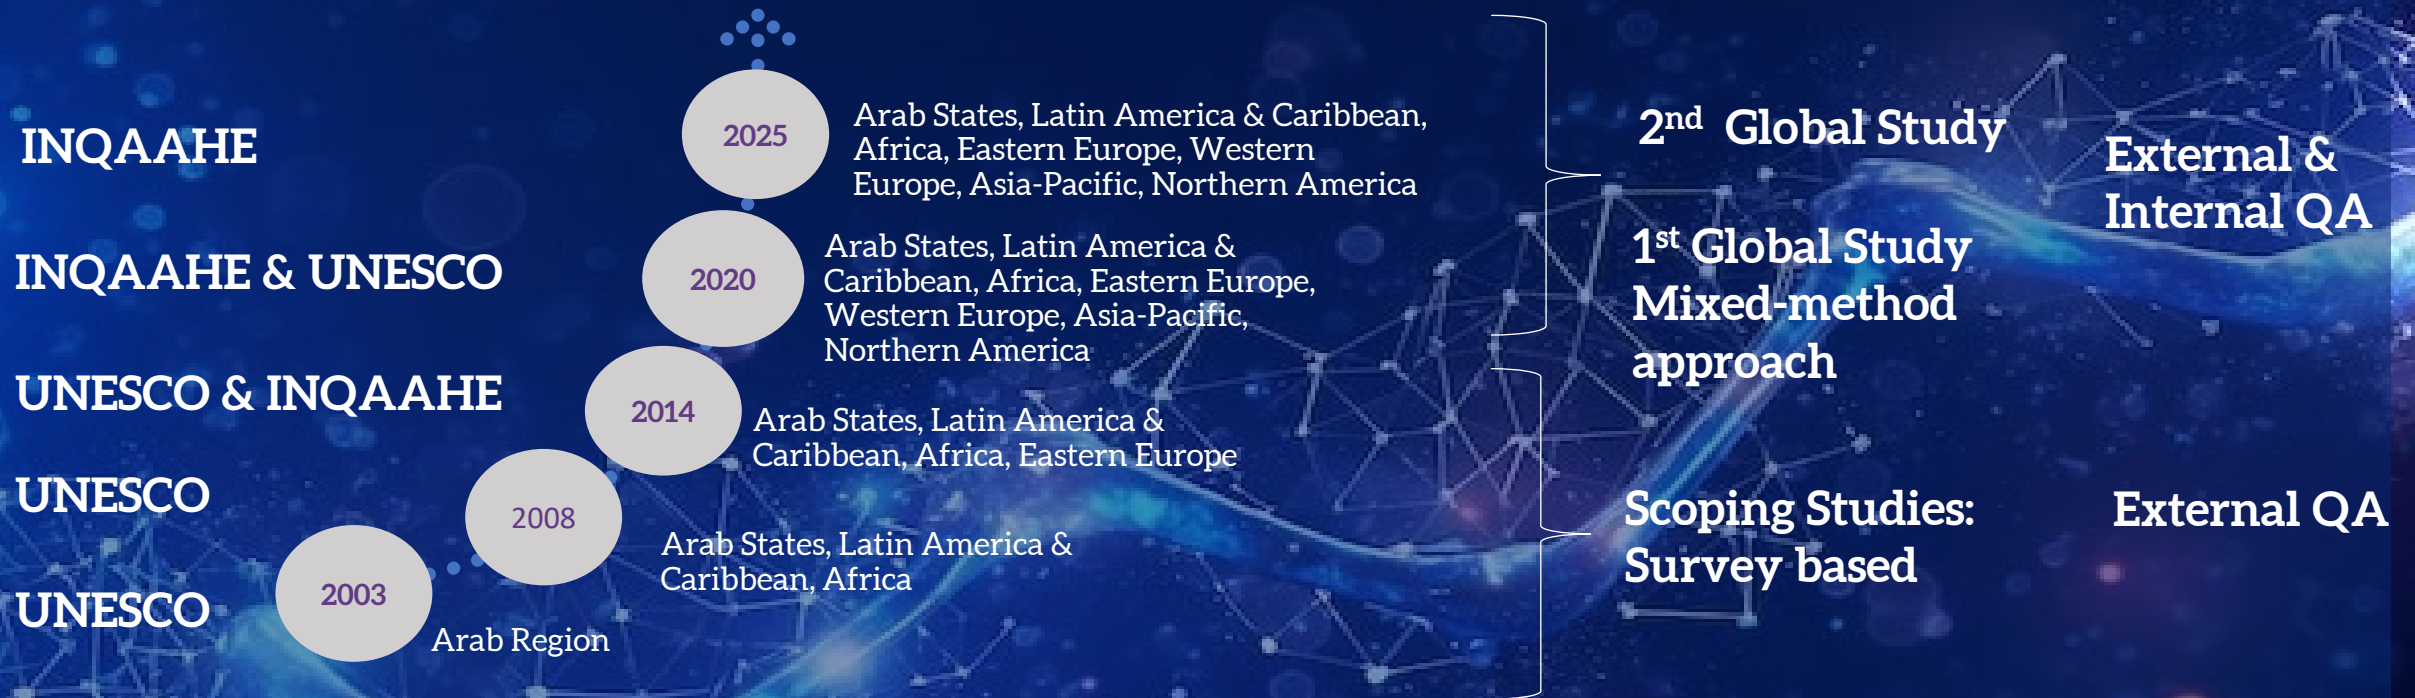 INQAAHE
2025
Arab States, Latin America & Caribbean,
Africa, Eastern Europe, Western
Europe, Asia-Pacific, Northern America
2nd Global Study
External &
Internal QA
INQAAHE & UNESCO
2020
Arab States, Latin America &
Caribbean, Africa, Eastern Europe,
Western Europe, Asia-Pacific,
Northern America
1st Global Study
Mixed-method
approach
UNESCO & INQAAHE
2014
Arab States, Latin America &
Caribbean, Africa, Eastern Europe
UNESCO
2008
Arab States, Latin America &
Caribbean, Africa
Scoping Studies:
Survey based
External QA
UNESCO
2003
Arab Region